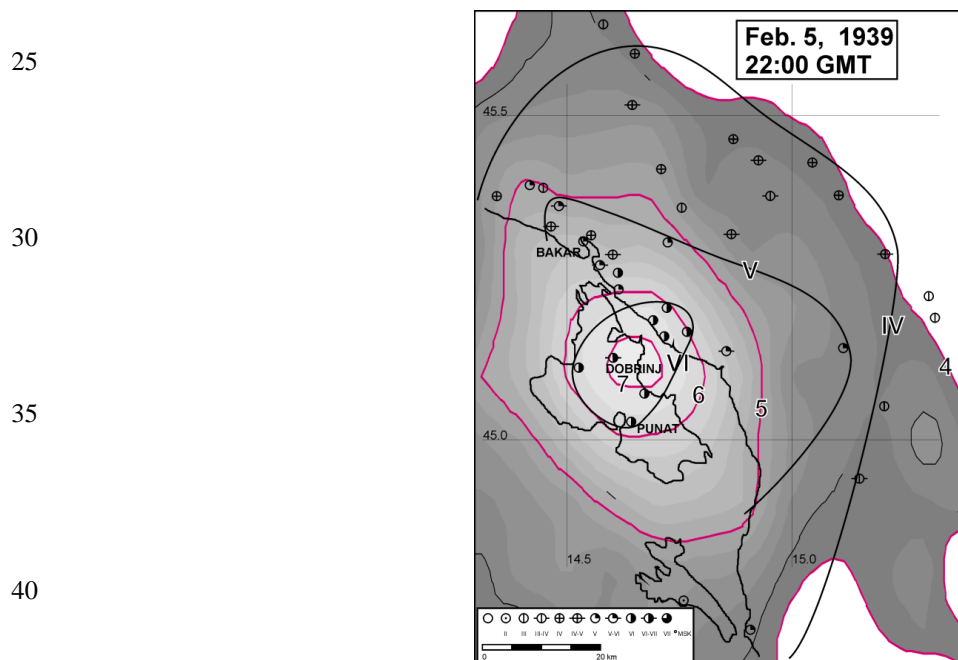 25
Feb. 5, 1939
22:00 GMT
45.5
30
BAKAR
V
IV
4
DOBRINJ
VI
7
6
5
35
PUNAT
45.0
14.5
15.0
40
II III III-IV IV IV-V V V-VI VI VI-VII VII °MSK
0 20 km